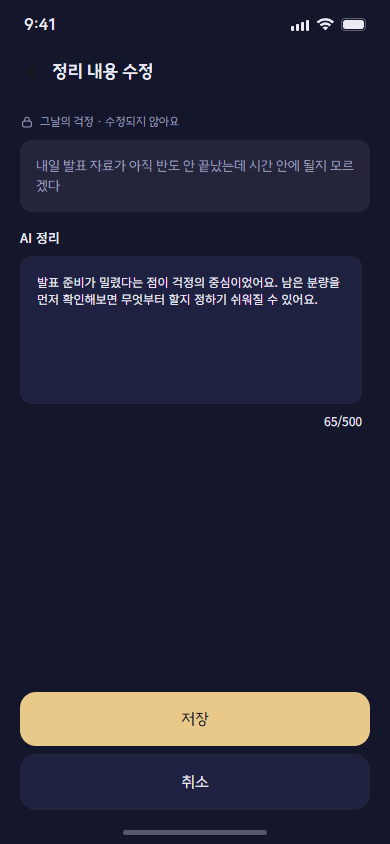 9:41
정리 내용 수정
그날의 걱정 · 수정되지 않아요
내일 발표 자료가 아직 반도 안 끝났는데 시간 안에 될지 모르
겠다
AI 정리
발표 준비가 밀렸다는 점이 걱정의 중심이었어요. 남은 분량을
먼저 확인해보면 무엇부터 할지 정하기 쉬워질 수 있어요.
65/500
저장
취소